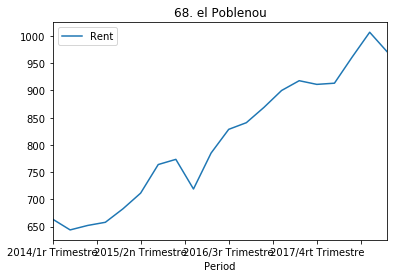 68. el Poblenou
Rent
1000
950
900
850
800
750
700
650
2014/1r Trimestre 2015/2n Trimestre 2016/3r Trimestre 2017/4rt Trimestre
Period